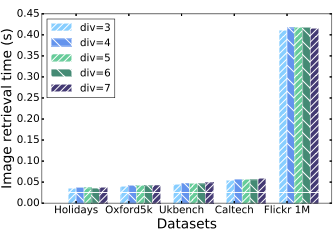 0.45
0.40
0.35
0.30
0.25
0.20
0.15
0.10
0.05
0.00
Image retrieval time (s)
div=3
div=4
div=5
div=6
div=7
Holidays Oxford5k Ukbench Caltech Flickr 1M
Datasets